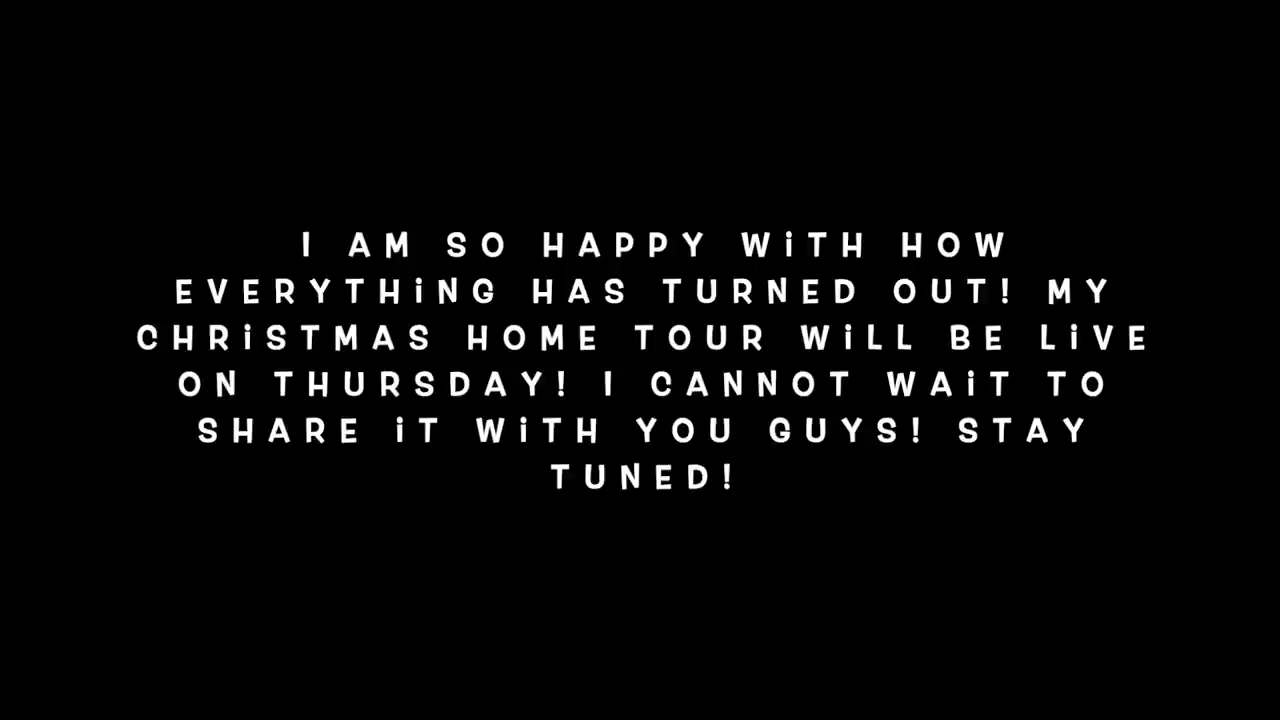 I AM SO HAPPY WiTH HOW
EVERYTHiNG HAS TURNED OUT! MY
CHRiSTMAS HOME TOUR WiLL BE LiVE
ON THURSDAY! I CANNOT WAiT TO
SHARE iT WiTH YOU GUYS! STAY
TUNED!